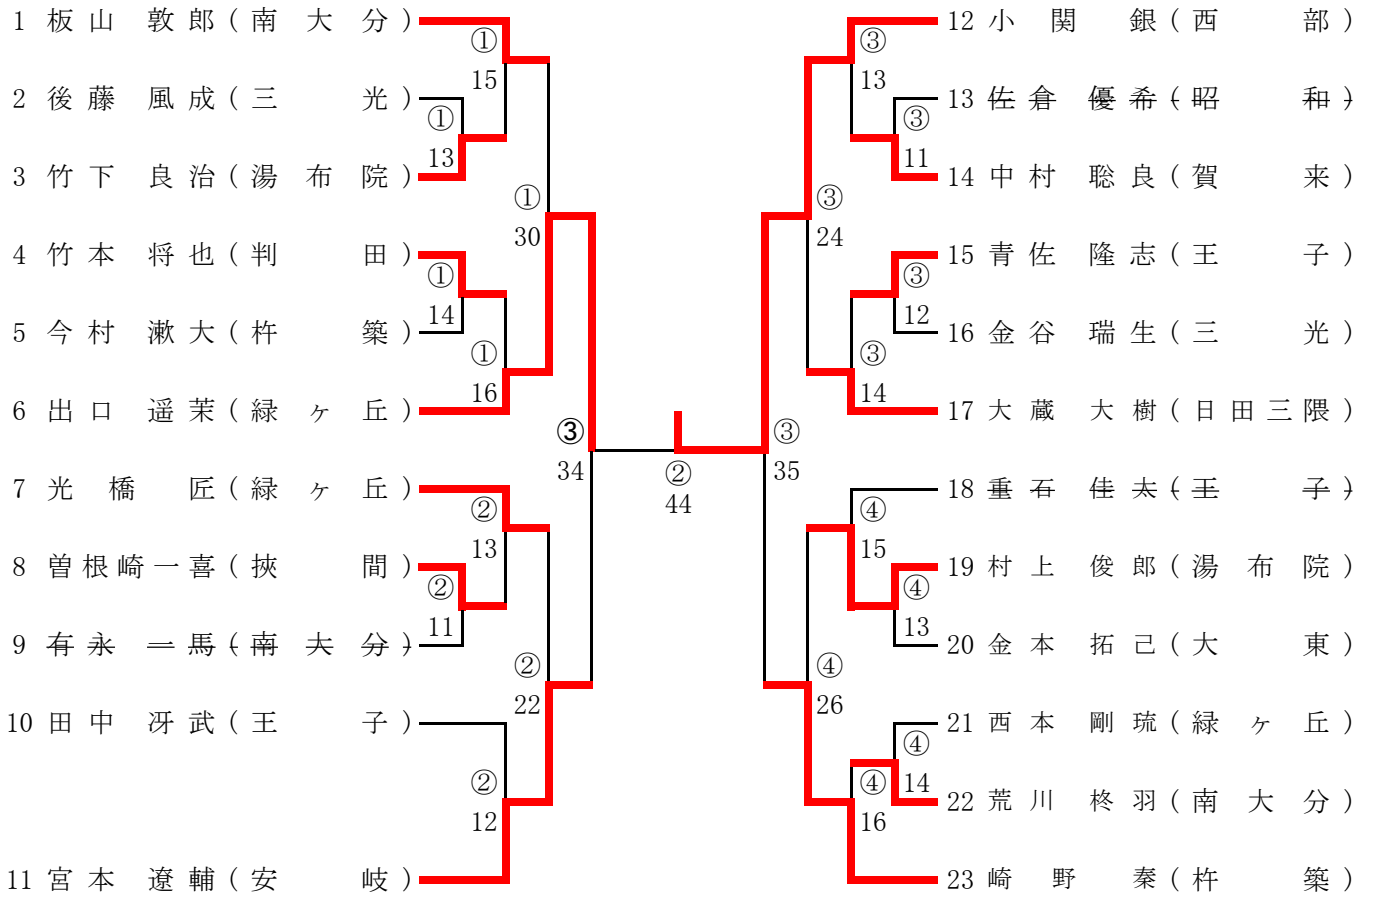 1 板山 敦郎(南大分)
①
15
2 後藤 風成(三光)
①
13
3 竹下 良治(湯布院)
①
30
4 竹本 将也(判田)
①
14
5 今村 漱大(杵築)
①
16
6 出口 遥茉(緑ヶ丘)
③
34
7 光橋 匠(緑ヶ丘)
②
13
8 曽根崎一喜(挾間)
②
11
9 有永 一馬(南大分)
②
22
10 田中 冴武(王子)
②
12
11 宮本 遼輔(安岐)
②
44
12 小関 銀(西部)
③
13
13 佐倉 優希(昭和)
③
11
14 中村 聡良(賀来)
③
24
15 青佐 隆志(王子)
③
12
16 金谷 瑞生(三光)
③
14
17 大蔵 大樹(日田三隈)
③
35
18 重石 佳太(王子)
④
15
19 村上 俊郎(湯布院)
④
13
20 金本 拓己(大東)
④
26
21 西本 剛琉(緑ヶ丘)
④
14
22 荒川 柊羽(南大分)
④
16
23 崎野 秦(杵築)